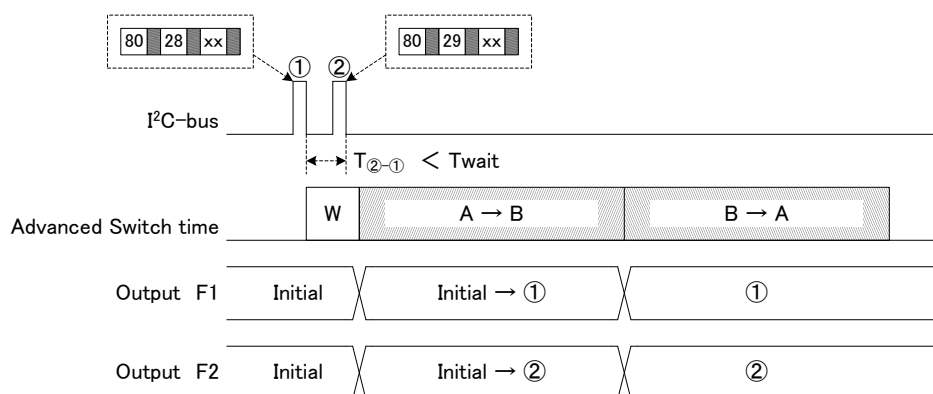 80 28 xx
80 29 xx
① ②
I²C-bus
T②-① < Twait
Advanced Switch time W A → B B → A
Output F1 Initial Initial → ① ①
Output F2 Initial Initial → ② ②